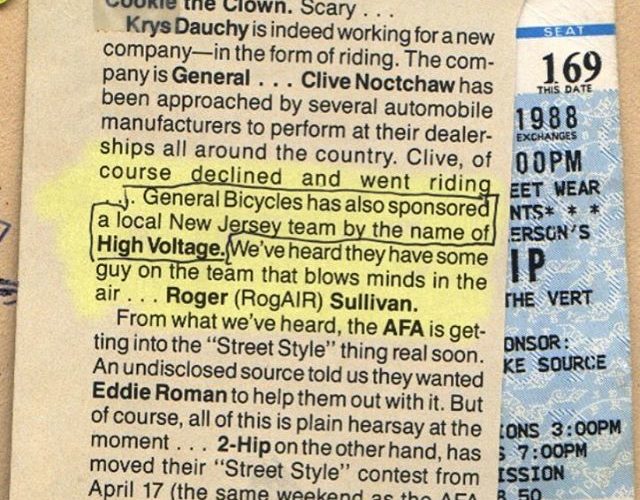 Cookie the Clown. Scary . . .
Krys Dauchy is indeed working for a new
company—in the form of riding. The com-
pany is General . . . Clive Noctchaw has
been approached by several automobile
manufacturers to perform at their dealer-
ships all around the country. Clive, of
course declined and went riding
. . .). General Bicycles has also sponsored
a local New Jersey team by the name of
High Voltage. We've heard they have some
guy on the team that blows minds in the
air . . . Roger (RogAIR) Sullivan.
From what we've heard, the AFA is get-
ting into the "Street Style" thing real soon.
An undisclosed source told us they wanted
Eddie Roman to help them out with it. But
of course, all of this is plain hearsay at the
moment . . . 2-Hip on the other hand, has
moved their "Street Style" contest from
April 17 (the same weekend as the AFA
SEAT
169
THIS DATE
1988
EXCHANGES
00PM
EET WEAR
NTS* * *
ERSON'S
IP
THE VERT
ONSOR:
KE SOURCE
IONS 3:00PM
7:00PM
ISSION
8.50